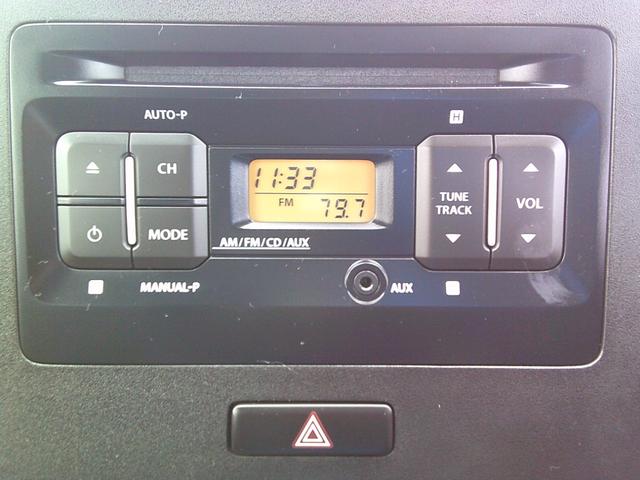 AUTO-P
H
CH
11:33
FM 79.7
TUNE
TRACK
VOL
MODE
AM/FM/CD/AUX
MANUAL-P
AUX